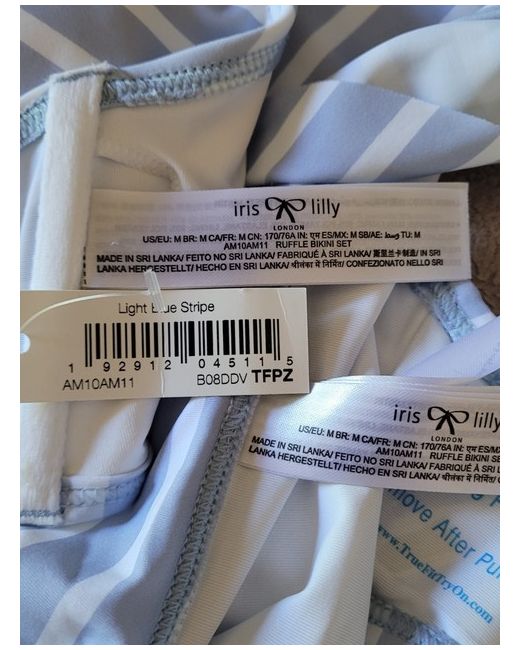 iris lilly
LONDON
US/EU: M BR: M CA/FR: M CN: 170/76A IN: एम ES/MX: M SB/AE: وسط TU: M
AM10AM11 RUFFLE BIKINI SET
MADE IN SRI LANKA/ FEITO NO SRI LANKA/ FABRIQUÉ À SRI LANKA/ 斯里兰卡制造/ IN SRI
LANKA HERGESTELLT/ HECHO EN SRI LANKA/ श्रीलंका में निर्मित/ CONFEZIONATO NELLO SRI
Light Blue Stripe
1 92912 04511 5
AM10AM11 B08DDV TFPZ
iris lilly
LONDON
US/EU: M BR: M CA/FR: M CN: 170/76A IN: एम ES/MX
AM10AM11 RUFFLE BIKINI SE
MADE IN SRI LANKA/ FEITO NO SRI LANKA/ FABRIQUÉ À SRI L
LANKA HERGESTELLT/ HECHO EN SRI LANKA/ श्रीलंका में निर्मित/
move After Pur
www.TrueFitTryOn.com